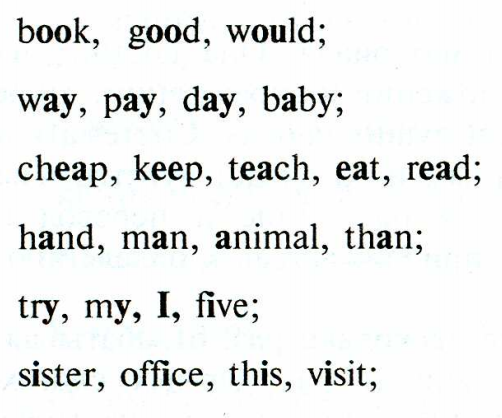 book, good, would;
way, pay, day, baby;
cheap, keep, teach, eat, read;
hand, man, animal, than;
try, my, I, five;
sister, office, this, visit;